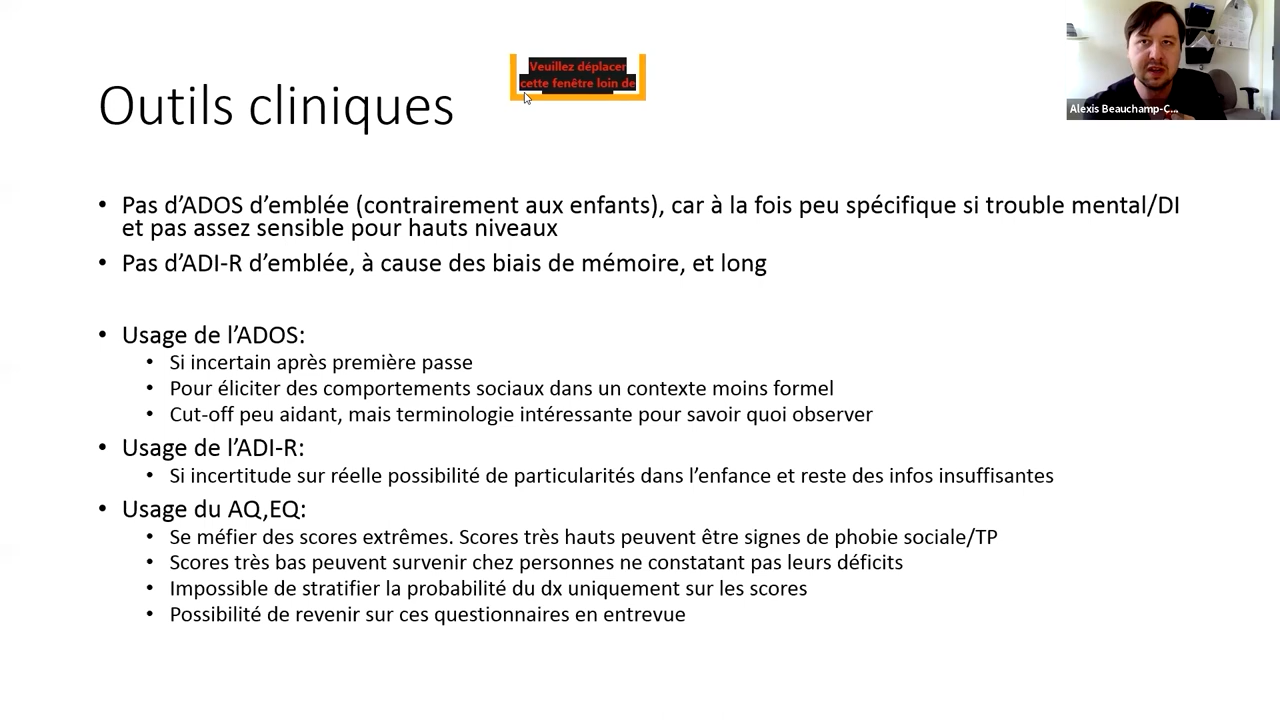 Veuillez déplacer
cette fenêtre loin de
Outils cliniques
Alexis Beauchamp-C...
• Pas d’ADOS d’emblée (contrairement aux enfants), car à la fois peu spécifique si trouble mental/DI
et pas assez sensible pour hauts niveaux
• Pas d’ADI-R d’emblée, à cause des biais de mémoire, et long
• Usage de l’ADOS:
• Si incertain après première passe
• Pour éliciter des comportements sociaux dans un contexte moins formel
• Cut-off peu aidant, mais terminologie intéressante pour savoir quoi observer
• Usage de l’ADI-R:
• Si incertitude sur réelle possibilité de particularités dans l’enfance et reste des infos insuffisantes
• Usage du AQ,EQ:
• Se méfier des scores extrêmes. Scores très hauts peuvent être signes de phobie sociale/TP
• Scores très bas peuvent survenir chez personnes ne constatant pas leurs déficits
• Impossible de stratifier la probabilité du dx uniquement sur les scores
• Possibilité de revenir sur ces questionnaires en entrevue